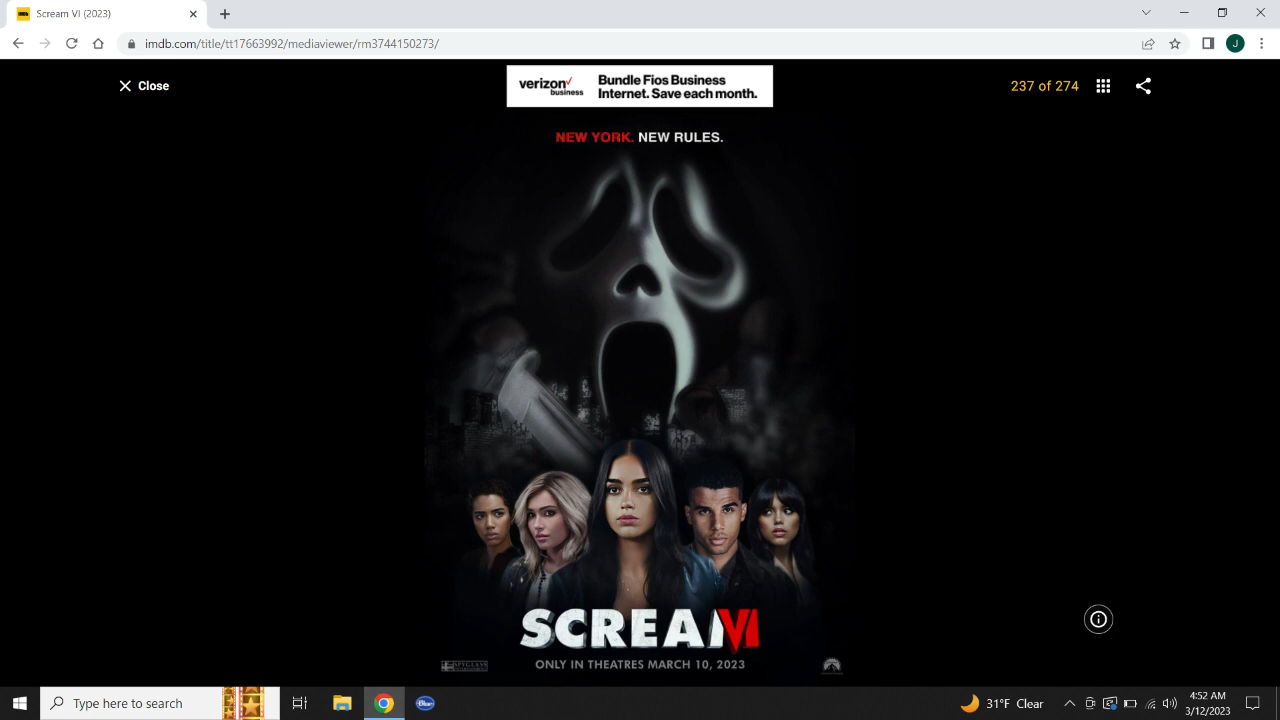 Scream VI (2023)
imdb.com/title/tt17663992/mediaviewer/rm3744150273/
J
Close
verizon
business
Bundle Fios Business
Internet. Save each month.
237 of 274
NEW YORK. NEW RULES.
SCREAM VI
SPYGLASS
ONLY IN THEATRES MARCH 10, 2023
Type here to search
31°F Clear
4:52 AM
3/12/2023